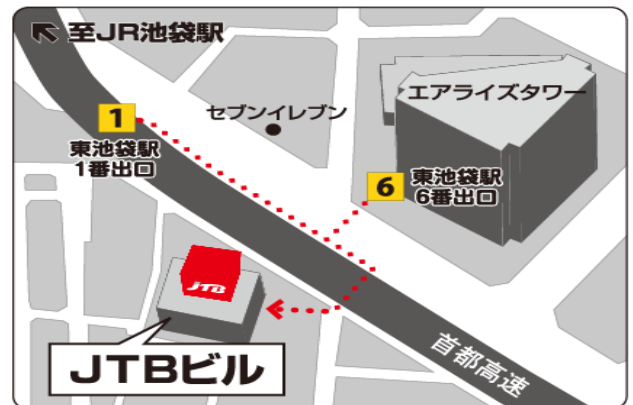 至JR池袋駅
セブンイレブン
エアライズタワー
1
東池袋駅
1番出口
6
東池袋駅
6番出口
JTB
JTBビル
首都高速